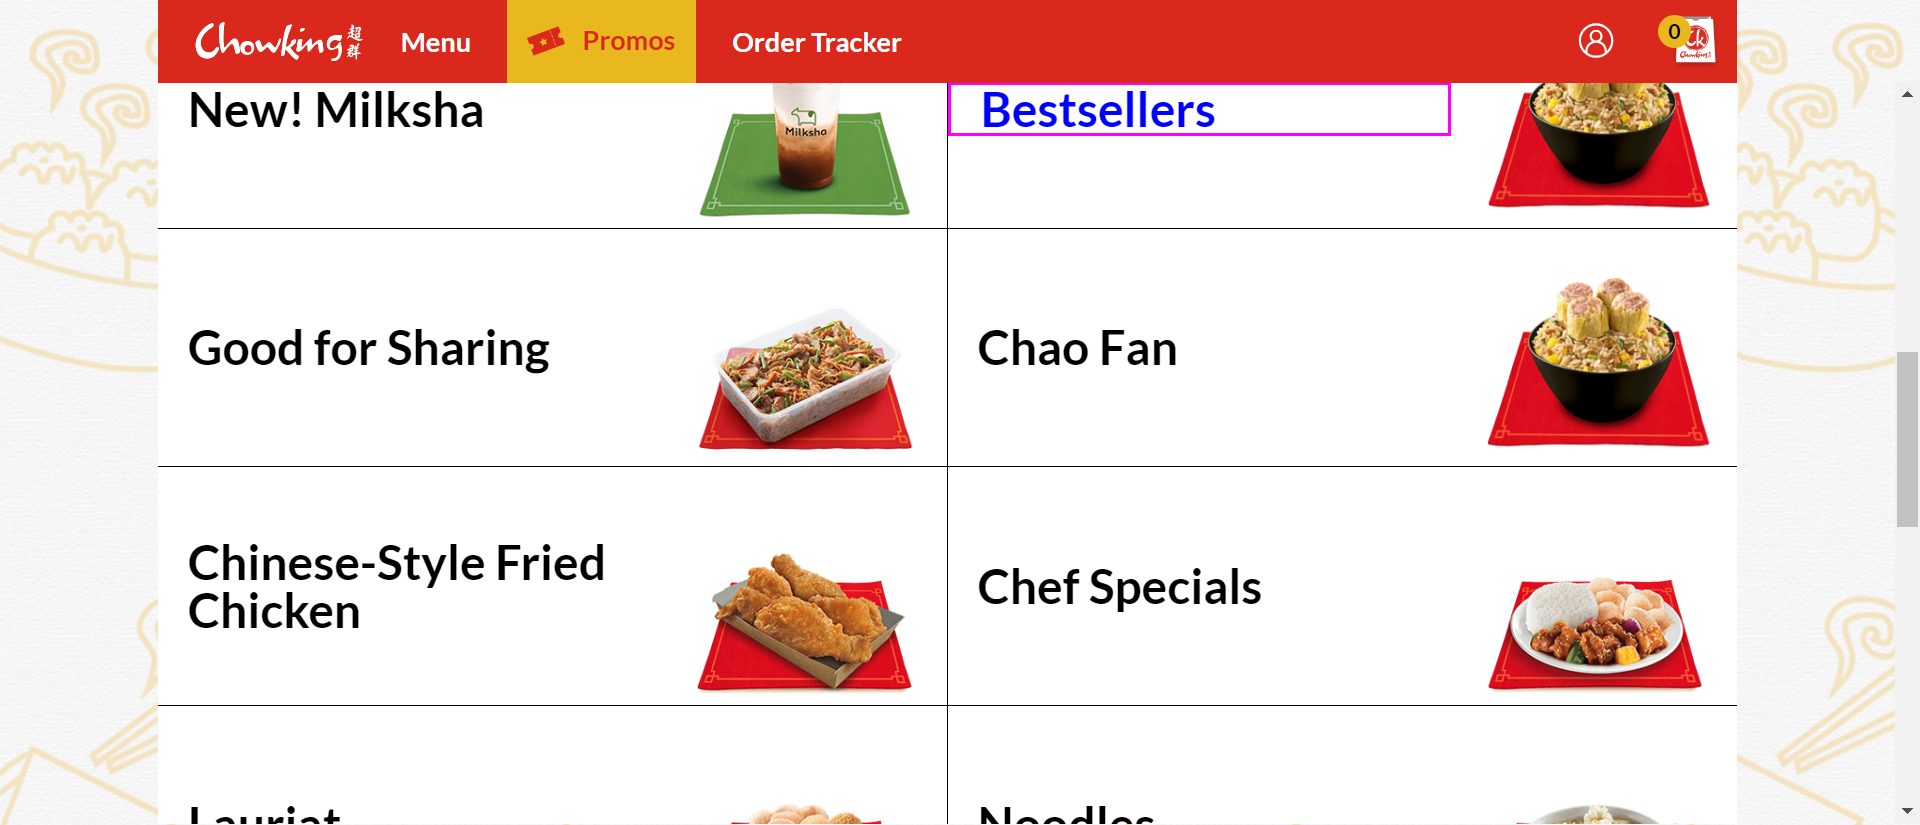 Chowking 超群
Menu
Promos
Order Tracker
0
New! Milksha
Milksha
Bestsellers
Good for Sharing
Chao Fan
Chinese-Style Fried
Chicken
Chef Specials
Lauriat
Noodles